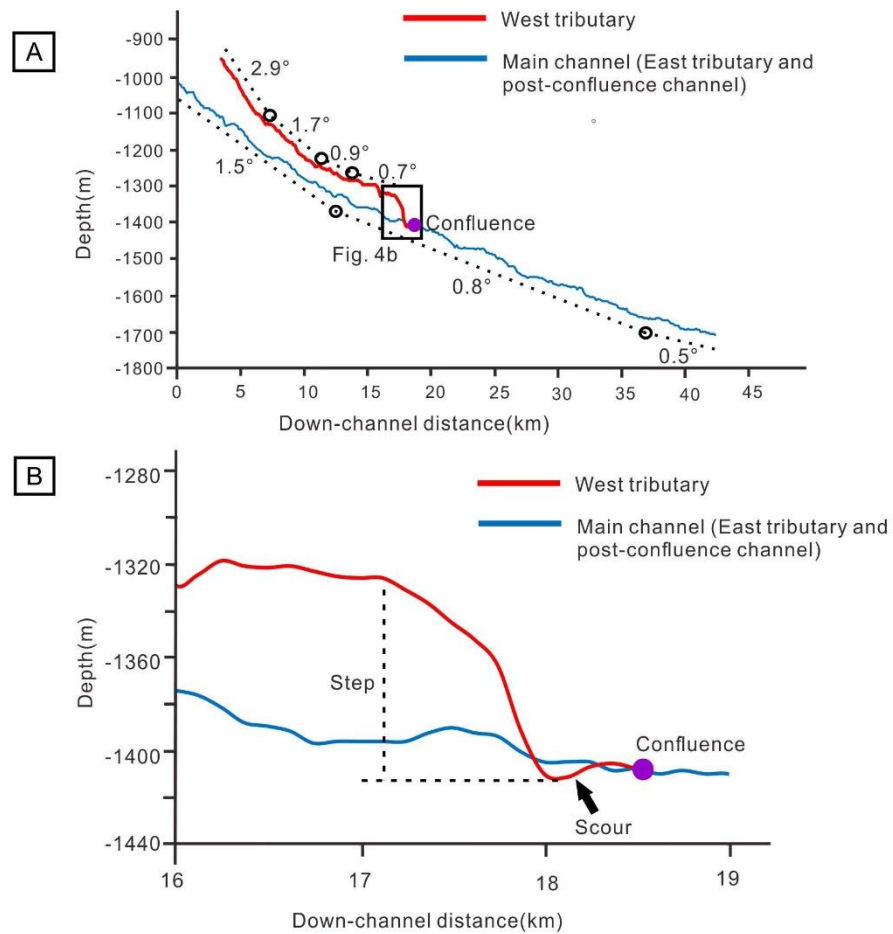 A
West tributary
Main channel (East tributary and
post-confluence channel)
-900
-1000
-1100
-1200
-1300
-1400
-1500
-1600
-1700
-1800
Depth(m)
2.9°
1.7°
0.9°
0.7°
1.5°
Confluence
Fig. 4b
0.8°
0.5°
0 5 10 15 20 25 30 35 40 45
Down-channel distance(km)
B
West tributary
Main channel (East tributary and
post-confluence channel)
-1280
-1320
-1360
-1400
-1440
Depth(m)
Step
Confluence
Scour
16 17 18 19
Down-channel distance(km)